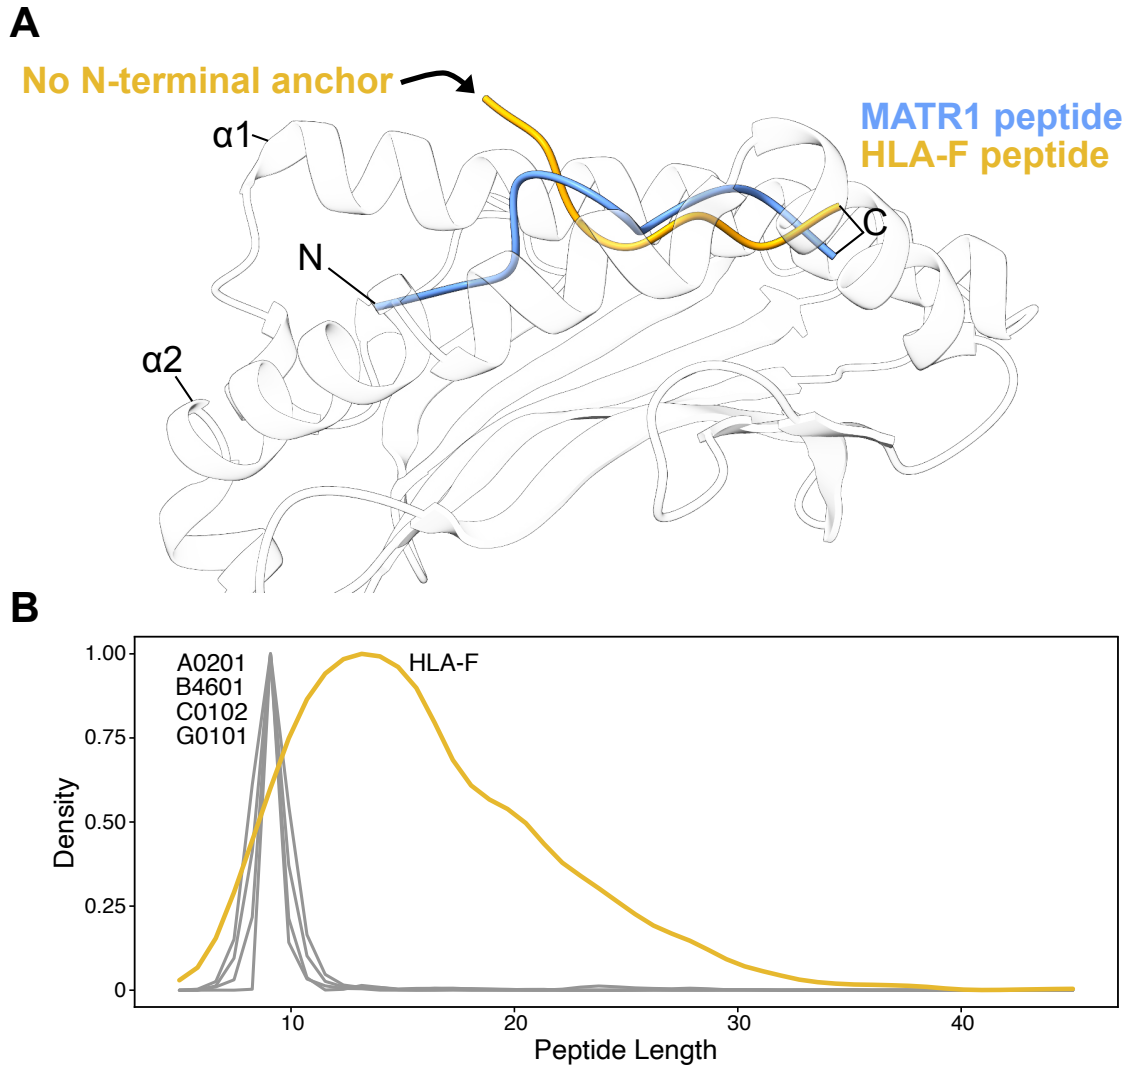 A
No N-terminal anchor
α1
MATR1 peptide
HLA-F peptide
C
N
α2
B
1.00
0.75
0.50
0.25
0
Density
A0201
B4601
C0102
G0101
HLA-F
10 20 30 40
Peptide Length